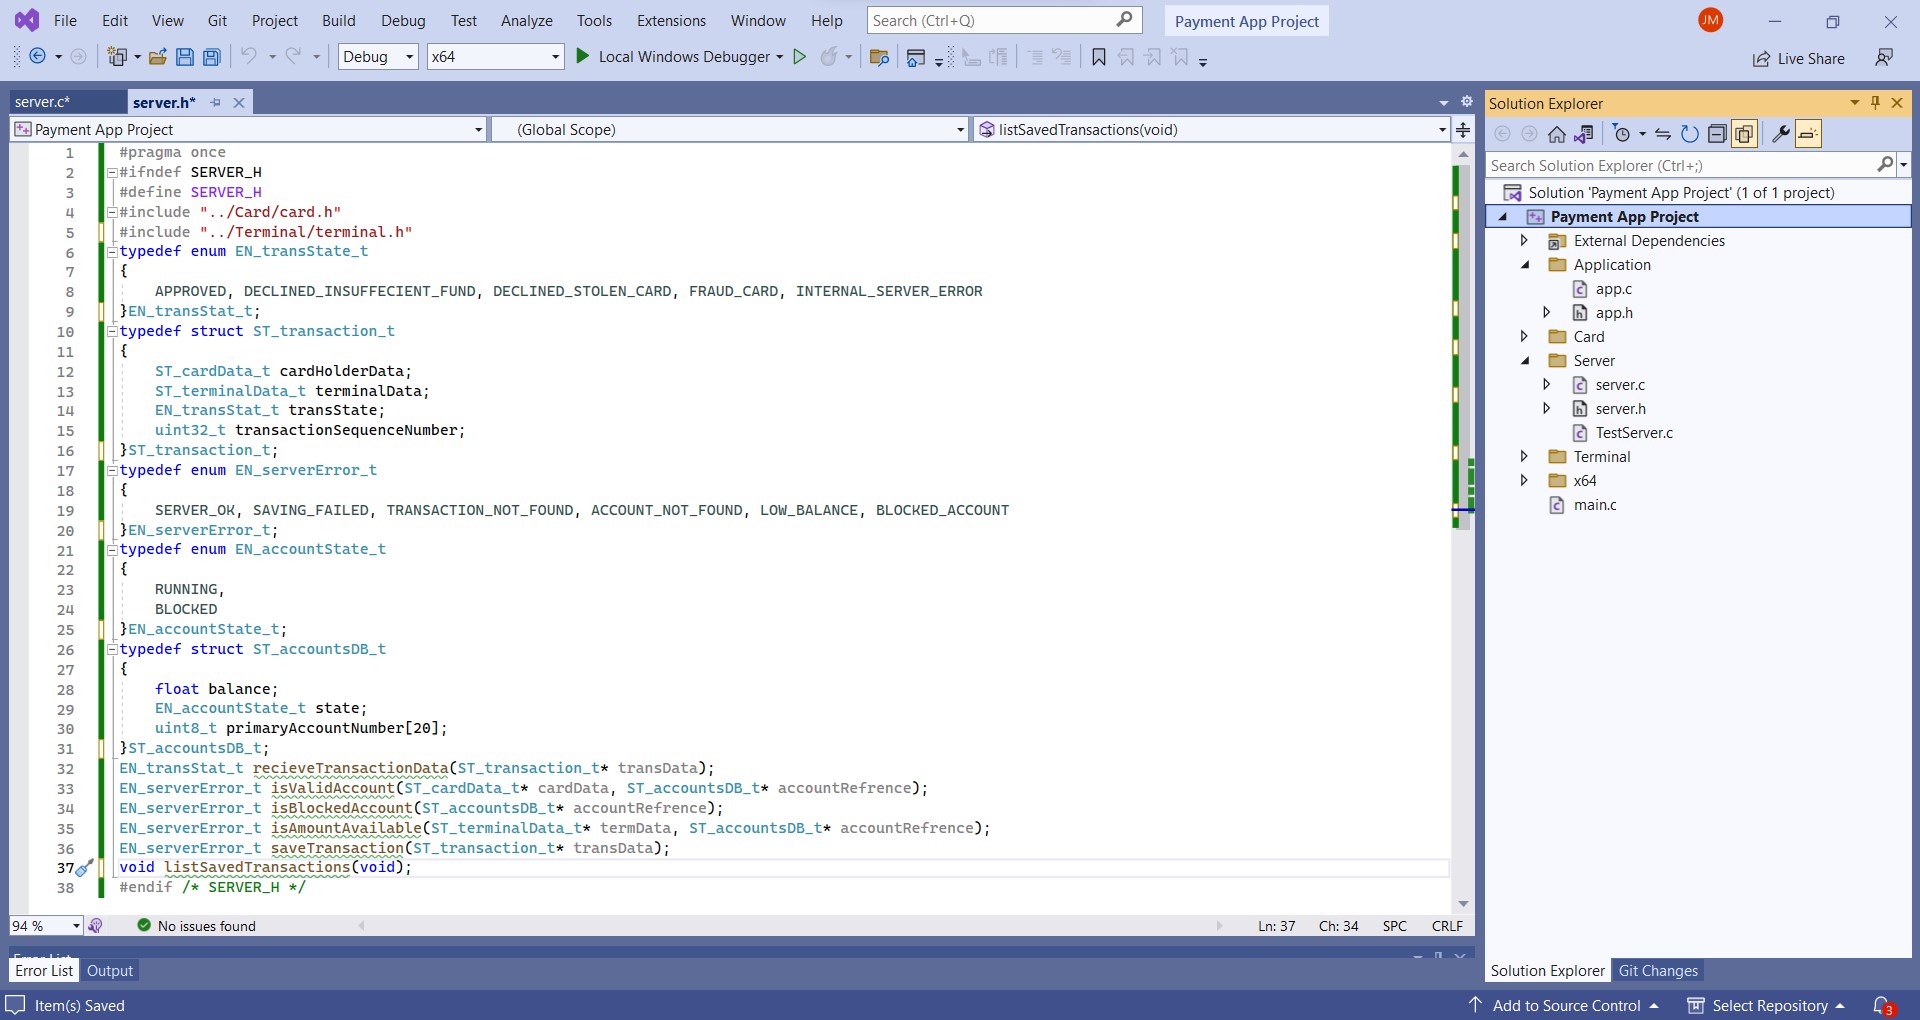 File Edit View Git Project Build Debug Test Analyze Tools Extensions Window Help Search (Ctrl+Q) Payment App Project JM
Debug x64 Local Windows Debugger Live Share
server.c* server.h*
Payment App Project (Global Scope) listSavedTransactions(void)
1 #pragma once
2 #ifndef SERVER_H
3 #define SERVER_H
4 #include "../Card/card.h"
5 #include "../Terminal/terminal.h"
6 typedef enum EN_transState_t
7 {
8 APPROVED, DECLINED_INSUFFECIENT_FUND, DECLINED_STOLEN_CARD, FRAUD_CARD, INTERNAL_SERVER_ERROR
9 }EN_transStat_t;
10 typedef struct ST_transaction_t
11 {
12 ST_cardData_t cardHolderData;
13 ST_terminalData_t terminalData;
14 EN_transStat_t transState;
15 uint32_t transactionSequenceNumber;
16 }ST_transaction_t;
17 typedef enum EN_serverError_t
18 {
19 SERVER_OK, SAVING_FAILED, TRANSACTION_NOT_FOUND, ACCOUNT_NOT_FOUND, LOW_BALANCE, BLOCKED_ACCOUNT
20 }EN_serverError_t;
21 typedef enum EN_accountState_t
22 {
23 RUNNING,
24 BLOCKED
25 }EN_accountState_t;
26 typedef struct ST_accountsDB_t
27 {
28 float balance;
29 EN_accountState_t state;
30 uint8_t primaryAccountNumber[20];
31 }ST_accountsDB_t;
32 EN_transStat_t recieveTransactionData(ST_transaction_t* transData);
33 EN_serverError_t isValidAccount(ST_cardData_t* cardData, ST_accountsDB_t* accountRefrence);
34 EN_serverError_t isBlockedAccount(ST_accountsDB_t* accountRefrence);
35 EN_serverError_t isAmountAvailable(ST_terminalData_t* termData, ST_accountsDB_t* accountRefrence);
36 EN_serverError_t saveTransaction(ST_transaction_t* transData);
37 void listSavedTransactions(void);
38 #endif /* SERVER_H */
94 % No issues found Ln: 37 Ch: 34 SPC CRLF
Error List
Error List Output
Solution Explorer
Search Solution Explorer (Ctrl+;)
Solution 'Payment App Project' (1 of 1 project)
Payment App Project
External Dependencies
Application
app.c
app.h
Card
Server
server.c
server.h
TestServer.c
Terminal
x64
main.c
Solution Explorer Git Changes
Item(s) Saved Add to Source Control Select Repository 3